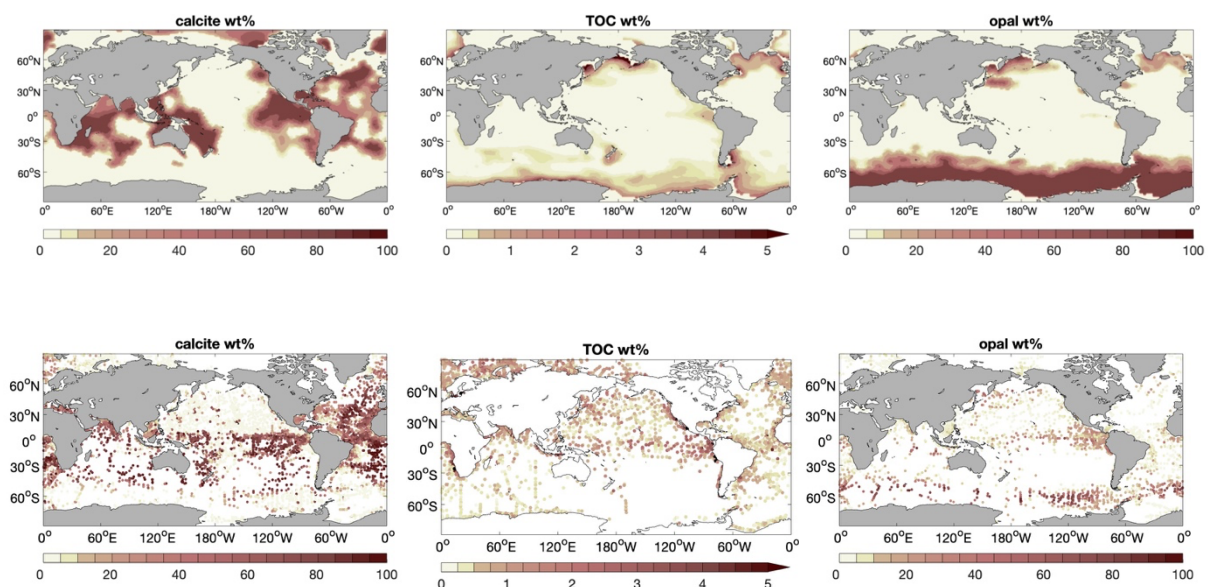 calcite wt% TOC wt% opal wt%
60°N 60°N 60°N
30°N 30°N 30°N
0° 0° 0°
30°S 30°S 30°S
60°S 60°S 60°S
0° 60°E 120°E 180°W 120°W 60°W 0° 0° 60°E 120°E 180°W 120°W 60°W 0° 0° 60°E 120°E 180°W 120°W 60°W 0°
0 20 40 60 80 100 0 1 2 3 4 5 0 20 40 60 80 100
calcite wt% TOC wt% opal wt%
60°N 60°N 60°N
30°N 30°N 30°N
0° 0° 0°
30°S 30°S 30°S
60°S 60°S 60°S
0° 60°E 120°E 180°W 120°W 60°W 0° 0° 60°E 120°E 180°W 120°W 60°W 0° 0° 60°E 120°E 180°W 120°W 60°W 0°
0 20 40 60 80 100 0 1 2 3 4 5 0 20 40 60 80 100